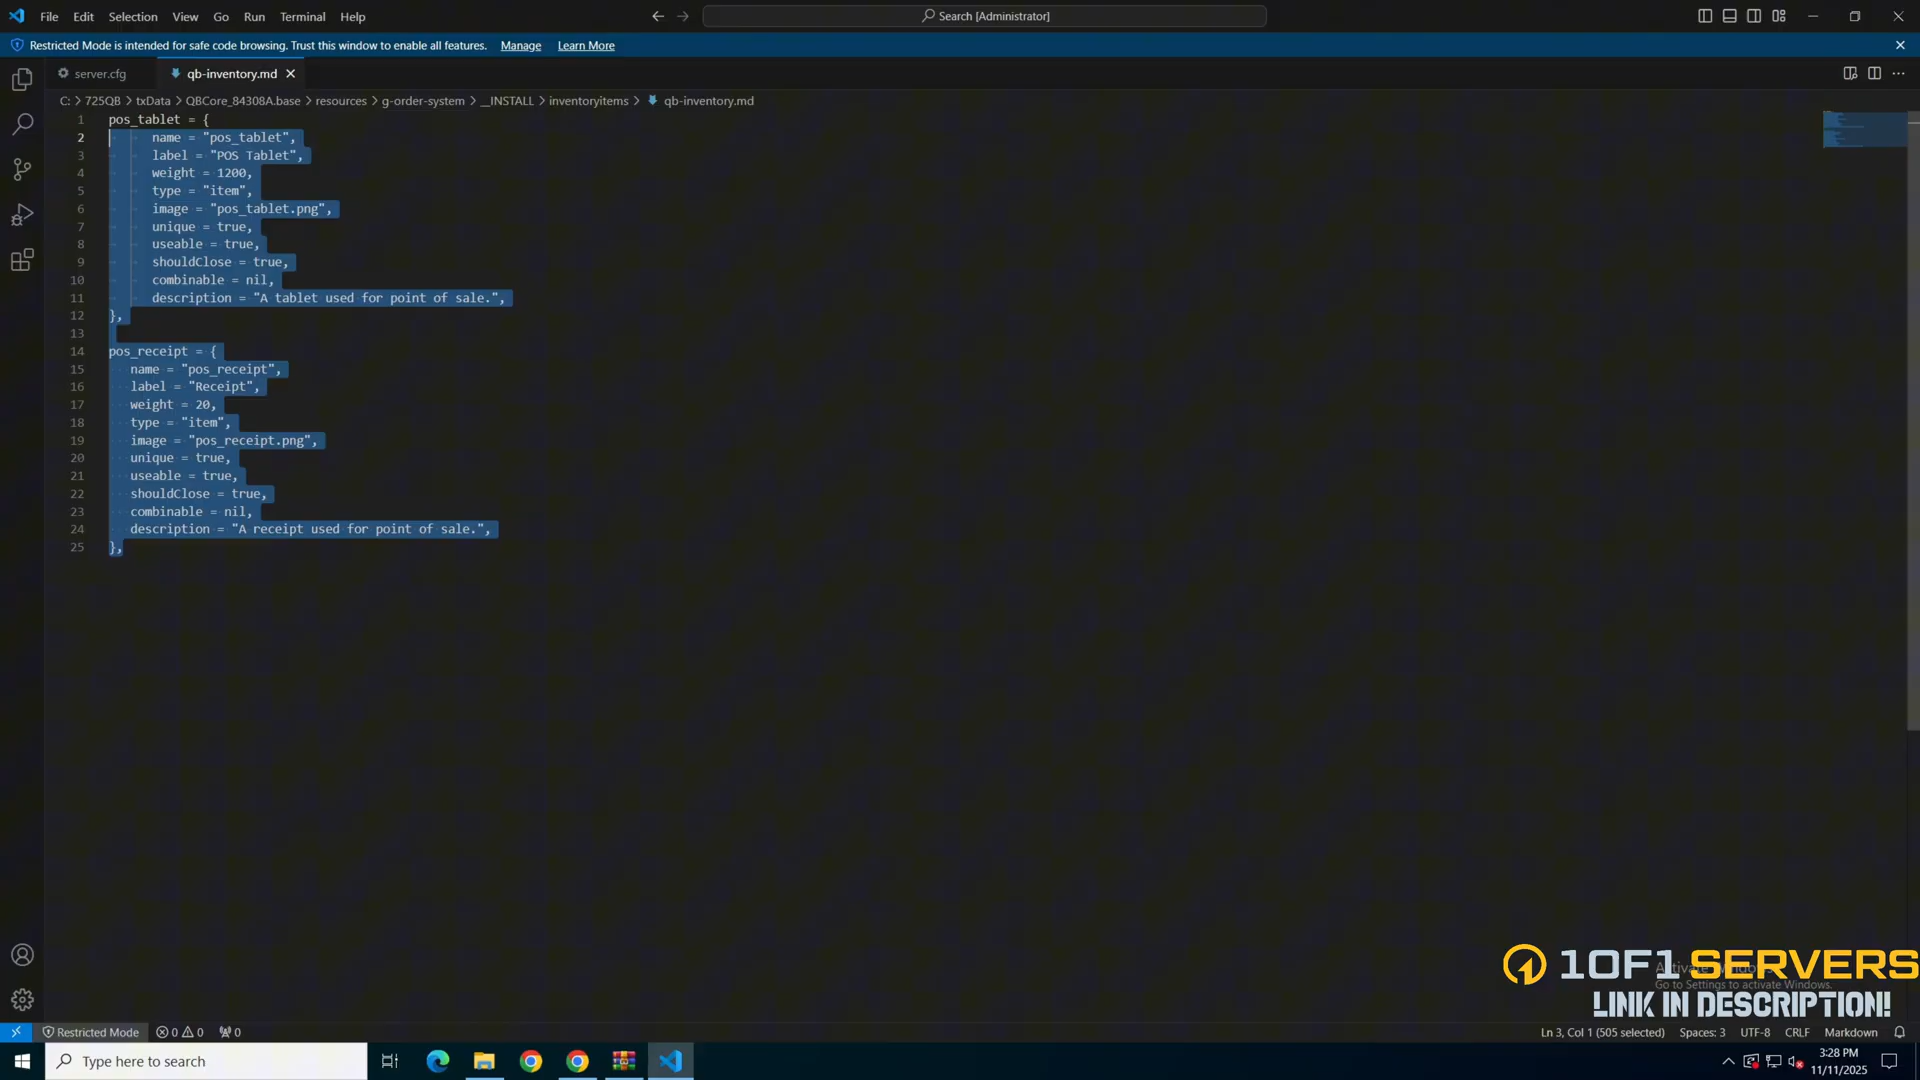 File Edit Selection View Go Run Terminal Help
Search [Administrator]
Restricted Mode is intended for safe code browsing. Trust this window to enable all features. Manage Learn More
server.cfg
qb-inventory.md
C: > 725QB > txData > QBCore_84308A.base > resources > g-order-system > __INSTALL > inventoryitems > qb-inventory.md
1 pos_tablet = {
2 name = "pos_tablet",
3 label = "POS Tablet",
4 weight = 1200,
5 type = "item",
6 image = "pos_tablet.png",
7 unique = true,
8 useable = true,
9 shouldClose = true,
10 combinable = nil,
11 description = "A tablet used for point of sale.",
12 },
13
14 pos_receipt = {
15 name = "pos_receipt",
16 label = "Receipt",
17 weight = 20,
18 type = "item",
19 image = "pos_receipt.png",
20 unique = true,
21 useable = true,
22 shouldClose = true,
23 combinable = nil,
24 description = "A receipt used for point of sale.",
25 },
1OF1 SERVERS
Activate Windows
Go to Settings to activate Windows.
LINK IN DESCRIPTION!
Restricted Mode 0 0 0
Ln 3, Col 1 (505 selected) Spaces: 3 UTF-8 CRLF Markdown
Type here to search
3:28 PM
11/11/2025